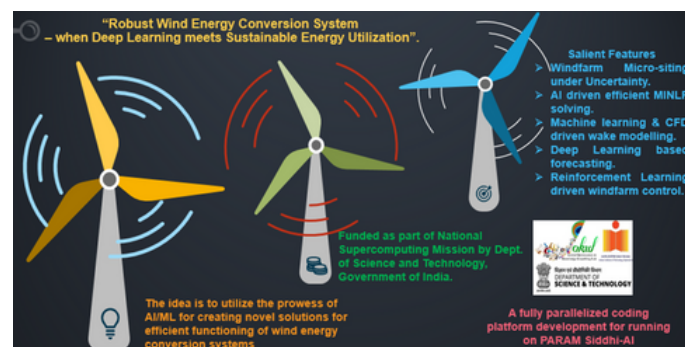 “Robust Wind Energy Conversion System
– when Deep Learning meets Sustainable Energy Utilization”.
Salient Features
➤ Windfarm Micro-siting
under Uncertainty.
➤ AI driven efficient MINLP
solving.
➤ Machine learning & CFD
driven wake modelling.
➤ Deep Learning based
forecasting.
➤ Reinforcement Learning
driven windfarm control.
Funded as part of National
Supercomputing Mission by Dept.
of Science and Technology,
Government of India.
DEPARTMENT OF
SCIENCE & TECHNOLOGY
The idea is to utilize the prowess of
AI/ML for creating novel solutions for
efficient functioning of wind energy
conversion systems
A fully parallelized coding
platform development for running
on PARAM Siddhi-AI